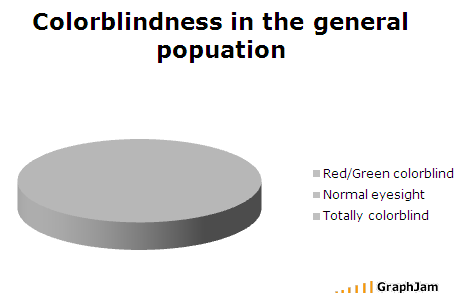 Colorblindness in the general
popuation
Red/Green colorblind
Normal eyesight
Totally colorblind
GraphJam